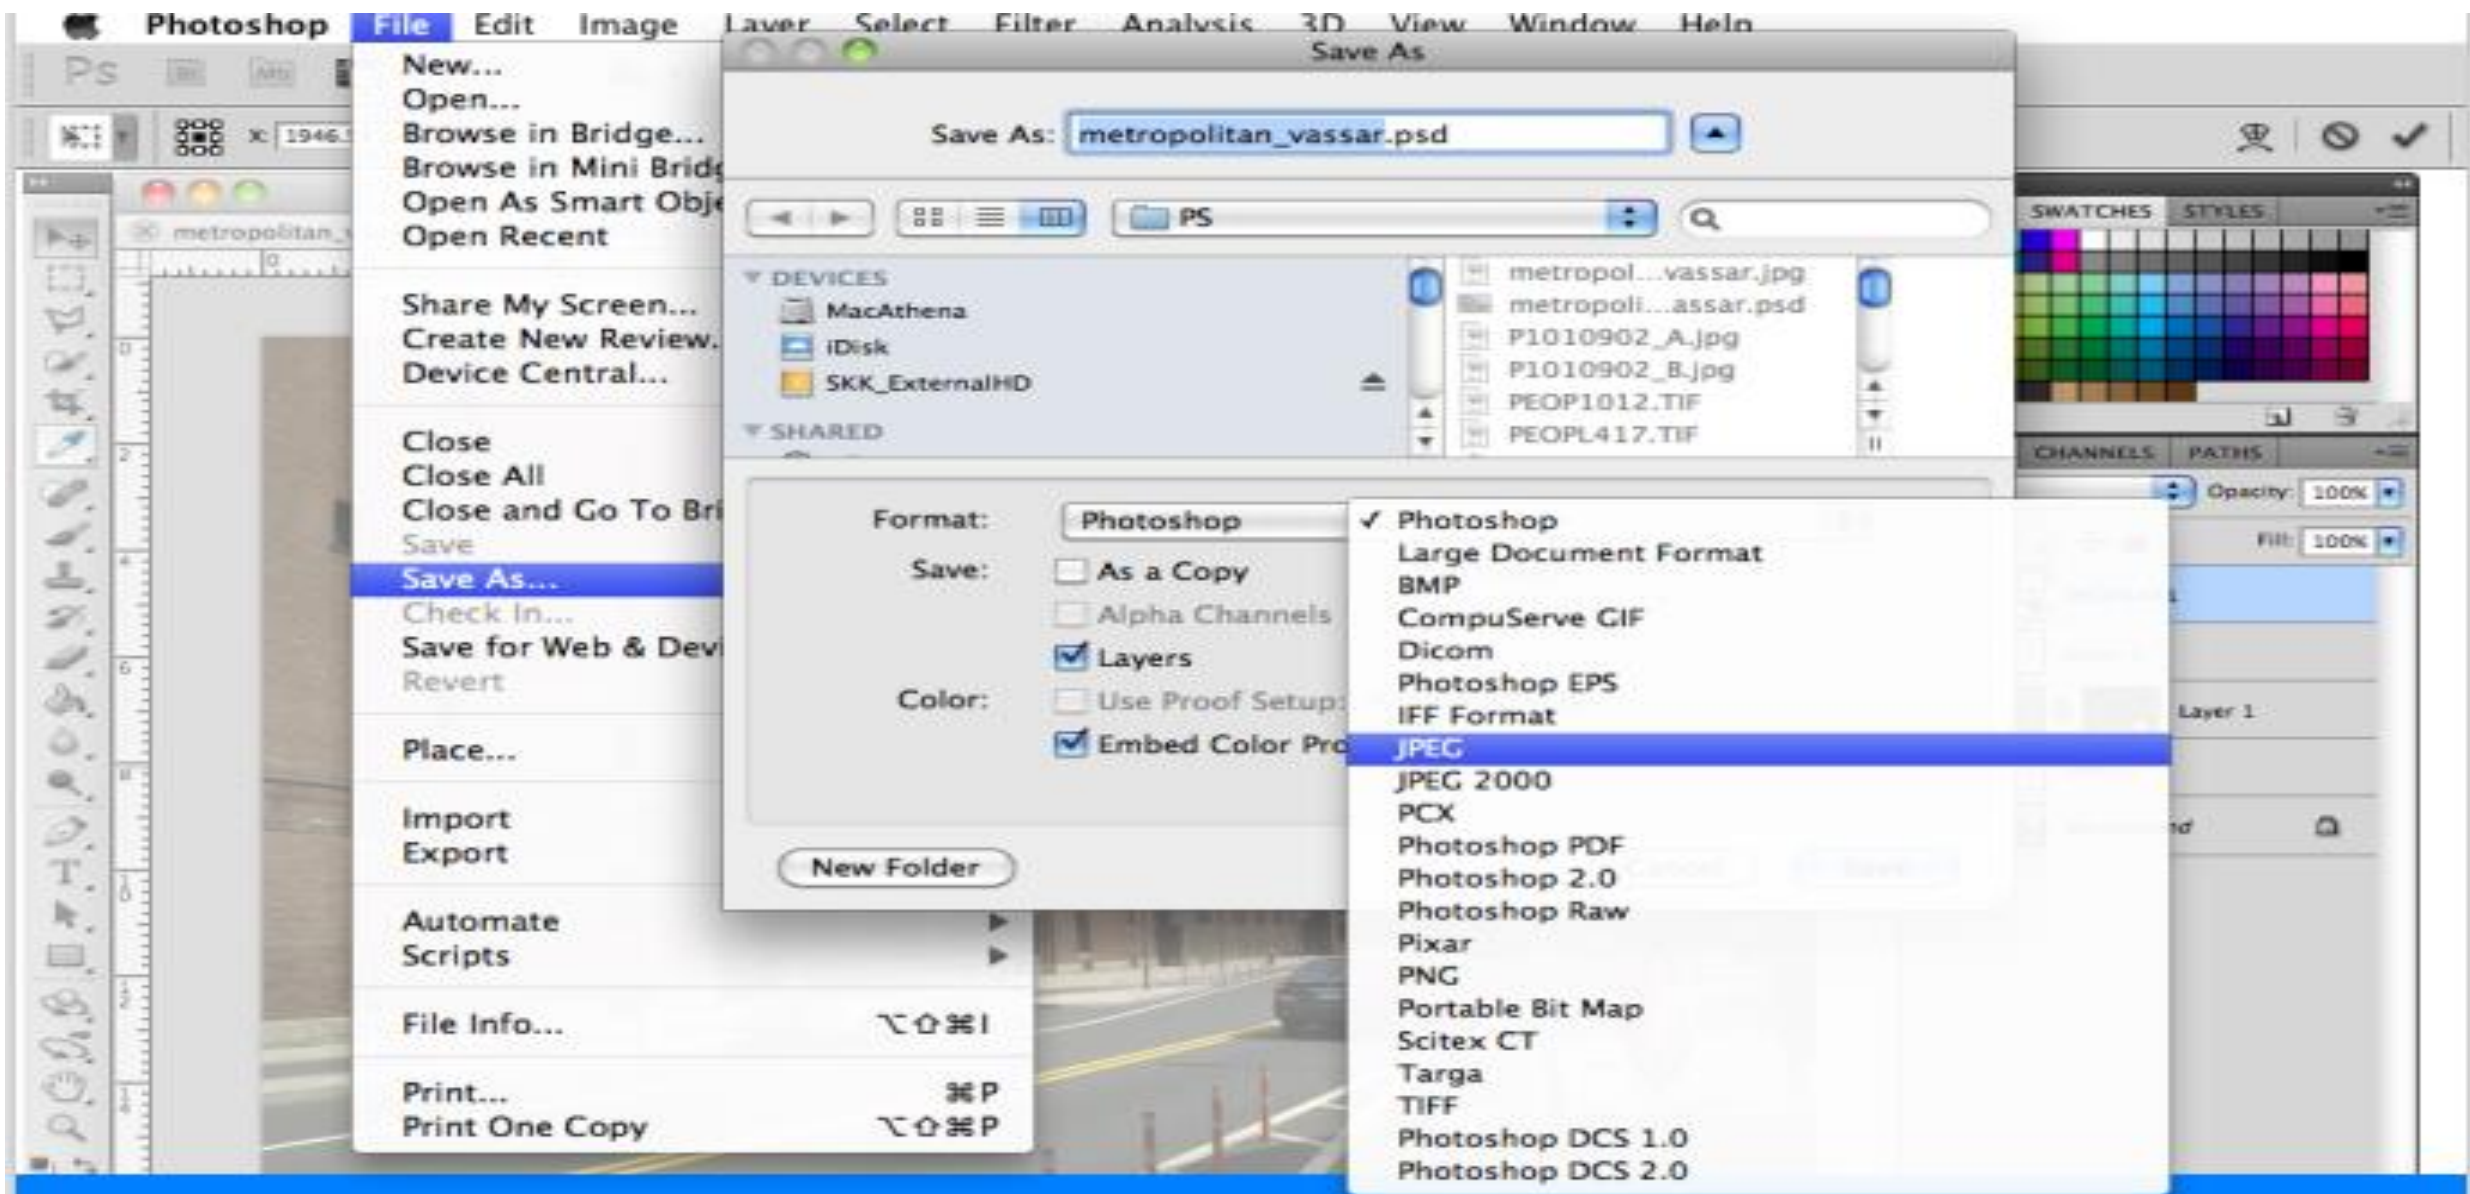 Photoshop File Edit Image Layer Select Filter Analysis 3D View Window Help
Ps
X: 1946.
metropolitan_v
New...
Open...
Browse in Bridge...
Browse in Mini Bridg
Open As Smart Obje
Open Recent
Share My Screen...
Create New Review.
Device Central...
Close
Close All
Close and Go To Bri
Save
Save As...
Check In...
Save for Web & Devi
Revert
Place...
Import
Export
Automate
Scripts
File Info... ⌥⇧⌘I
Print... ⌘P
Print One Copy ⌥⇧⌘P
Save As
Save As: metropolitan_vassar.psd
PS
DEVICES
MacAthena
iDisk
SKK_ExternalHD
SHARED
metropol...vassar.jpg
metropoli...assar.psd
P1010902_A.jpg
P1010902_B.jpg
PEOP1012.TIF
PEOPL417.TIF
Format: Photoshop
Save: As a Copy
Alpha Channels
Layers
Color: Use Proof Setup:
Embed Color Pro
New Folder
✓ Photoshop
Large Document Format
BMP
CompuServe GIF
Dicom
Photoshop EPS
IFF Format
JPEG
JPEG 2000
PCX
Photoshop PDF
Photoshop 2.0
Photoshop Raw
Pixar
PNG
Portable Bit Map
Scitex CT
Targa
TIFF
Photoshop DCS 1.0
Photoshop DCS 2.0
SWATCHES STYLES
CHANNELS PATHS
Opacity: 100%
Fill: 100%
Layer 1